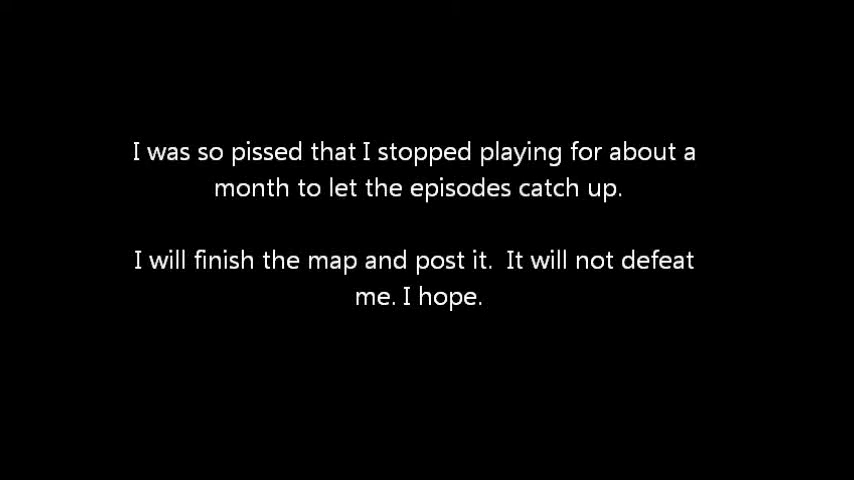 I was so pissed that I stopped playing for about a
month to let the episodes catch up.
I will finish the map and post it.  It will not defeat
me. I hope.